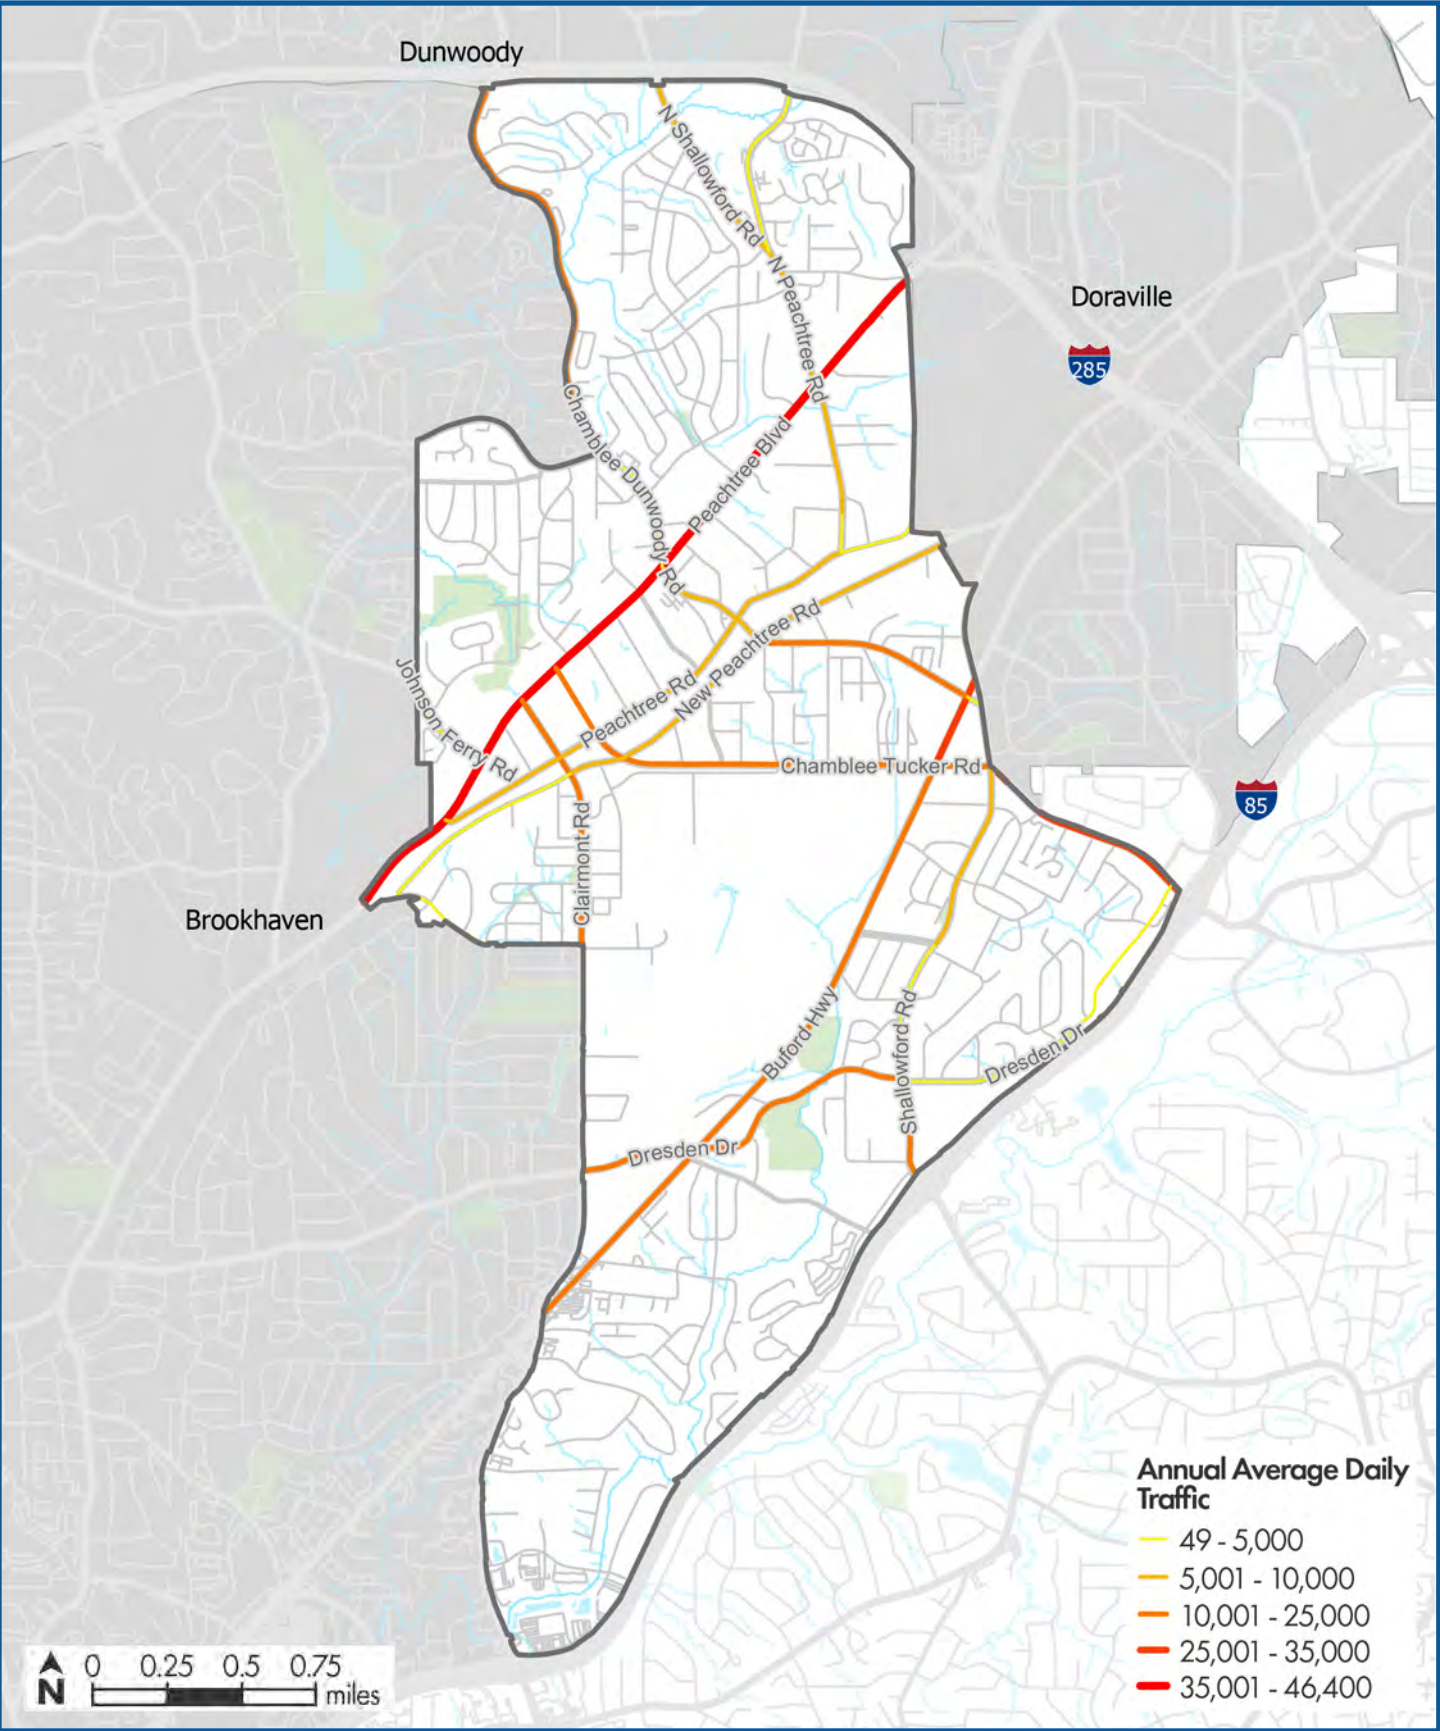 Dunwoody
N Shallowford Rd
N Peachtree Rd
Doraville
285
Chamblee Dunwoody Rd
Peachtree Blvd
New Peachtree Rd
Peachtree Rd
Johnson Ferry Rd
Chamblee Tucker Rd
85
Clairmont Rd
Brookhaven
Buford Hwy
Shallowford Rd
Dresden Dr
Dresden Dr
Annual Average Daily
Traffic
49 - 5,000
5,001 - 10,000
10,001 - 25,000
25,001 - 35,000
35,001 - 46,400
0 0.25 0.5 0.75
N miles